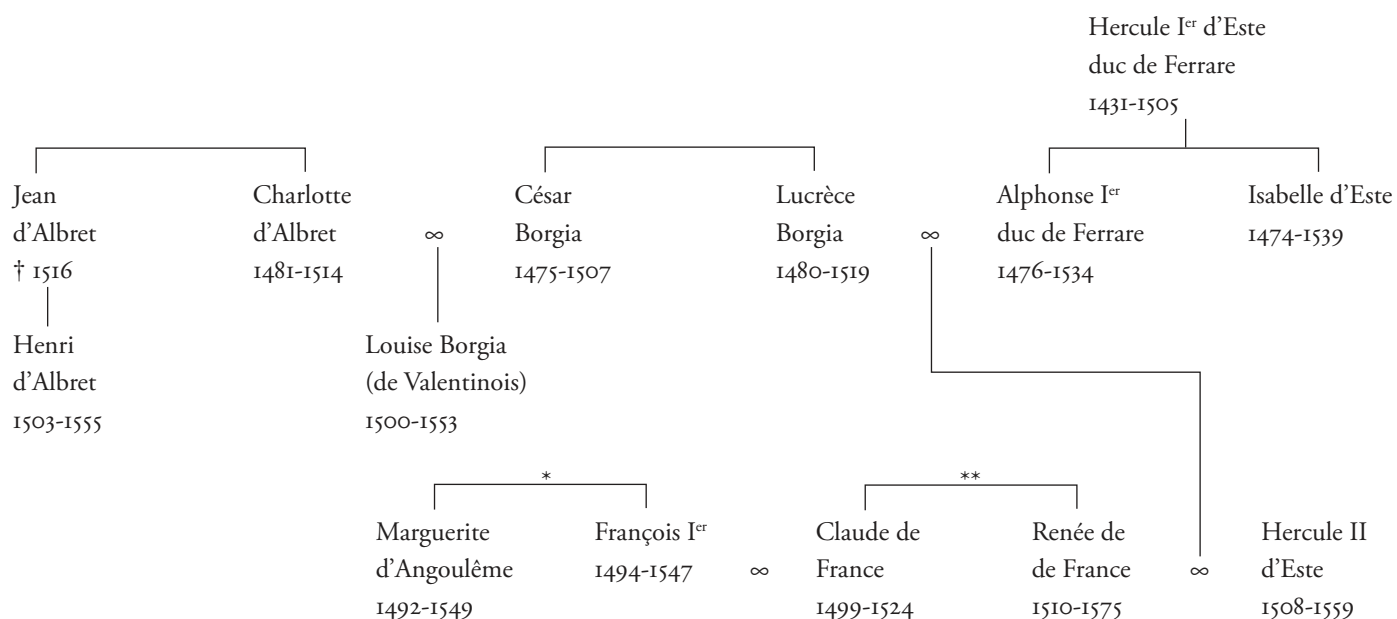 Hercule Iᵉʳ d’Este
duc de Ferrare
1431-1505
Jean
d’Albret
† 1516
Charlotte
d’Albret
1481-1514
∞
César
Borgia
1475-1507
Lucrèce
Borgia
1480-1519
∞
Alphonse Iᵉʳ
duc de Ferrare
1476-1534
Isabelle d’Este
1474-1539
Henri
d’Albret
1503-1555
Louise Borgia
(de Valentinois)
1500-1553
*
**
Marguerite
d’Angoulême
1492-1549
François Iᵉʳ
1494-1547
∞
Claude de
France
1499-1524
Renée de
de France
1510-1575
∞
Hercule II
d’Este
1508-1559